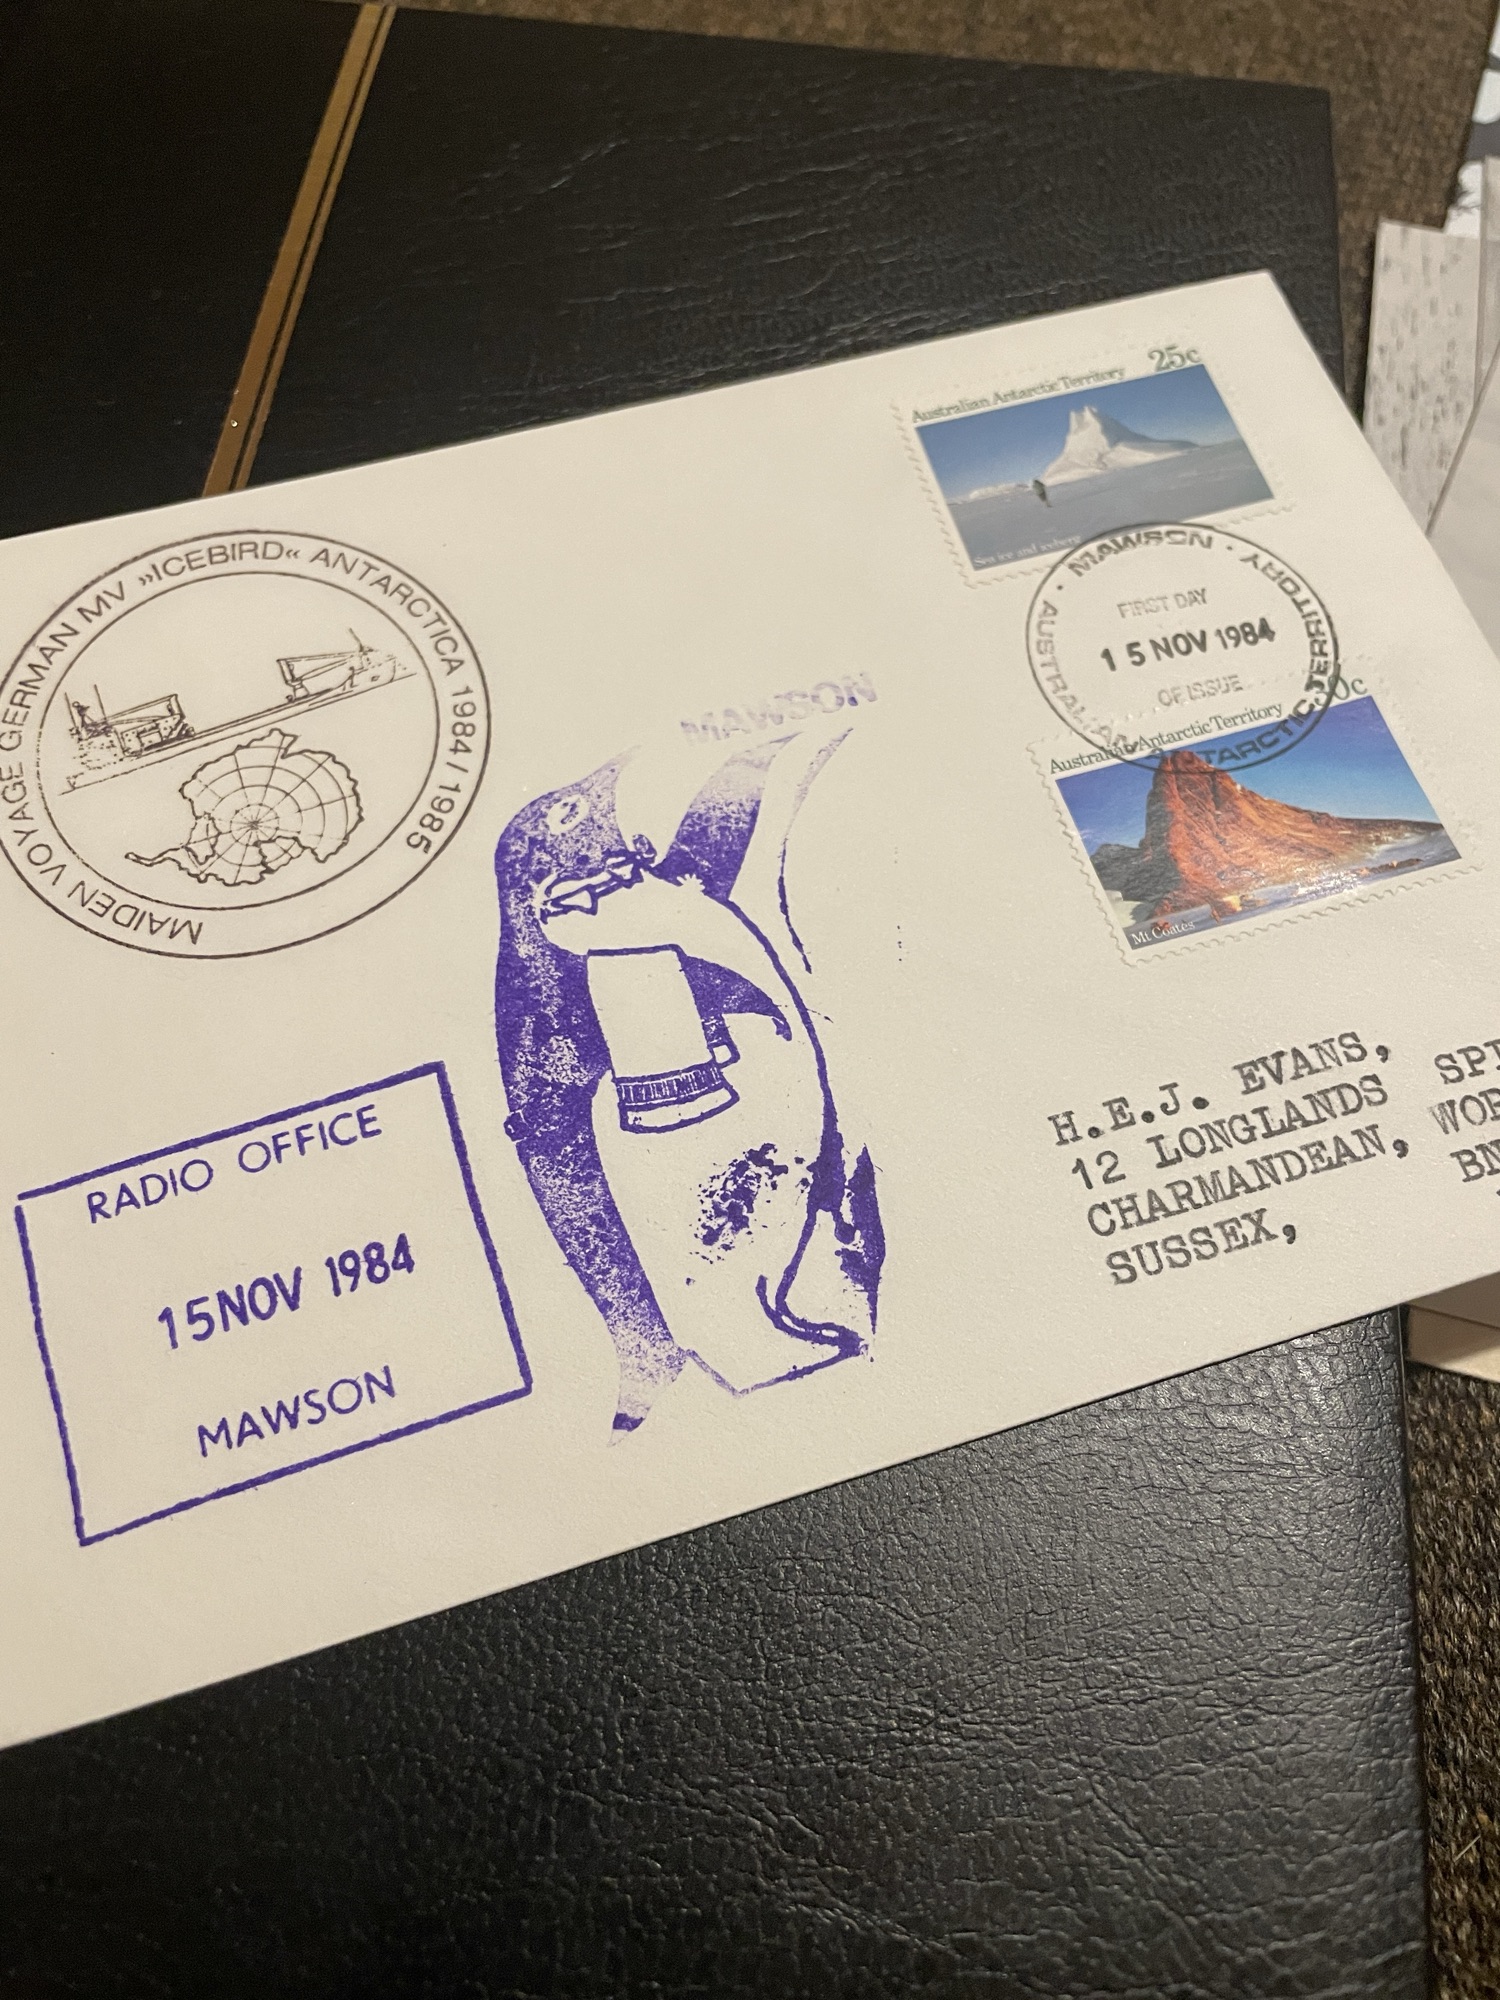 MAIDEN VOYAGE GERMAN MV »ICEBIRD« ANTARCTICA 1984/1985
Australian Antarctic Territory
25c
Sea ice and iceberg
· MAWSON ·
AUSTRALIAN ANTARCTIC TERRITORY
FIRST DAY
15 NOV 1984
OF ISSUE
Australian Antarctic Territory
Mt Coates
MAWSON
RADIO OFFICE
15NOV 1984
MAWSON
H.E.J. EVANS,
12 LONGLANDS
CHARMANDEAN,
SUSSEX,